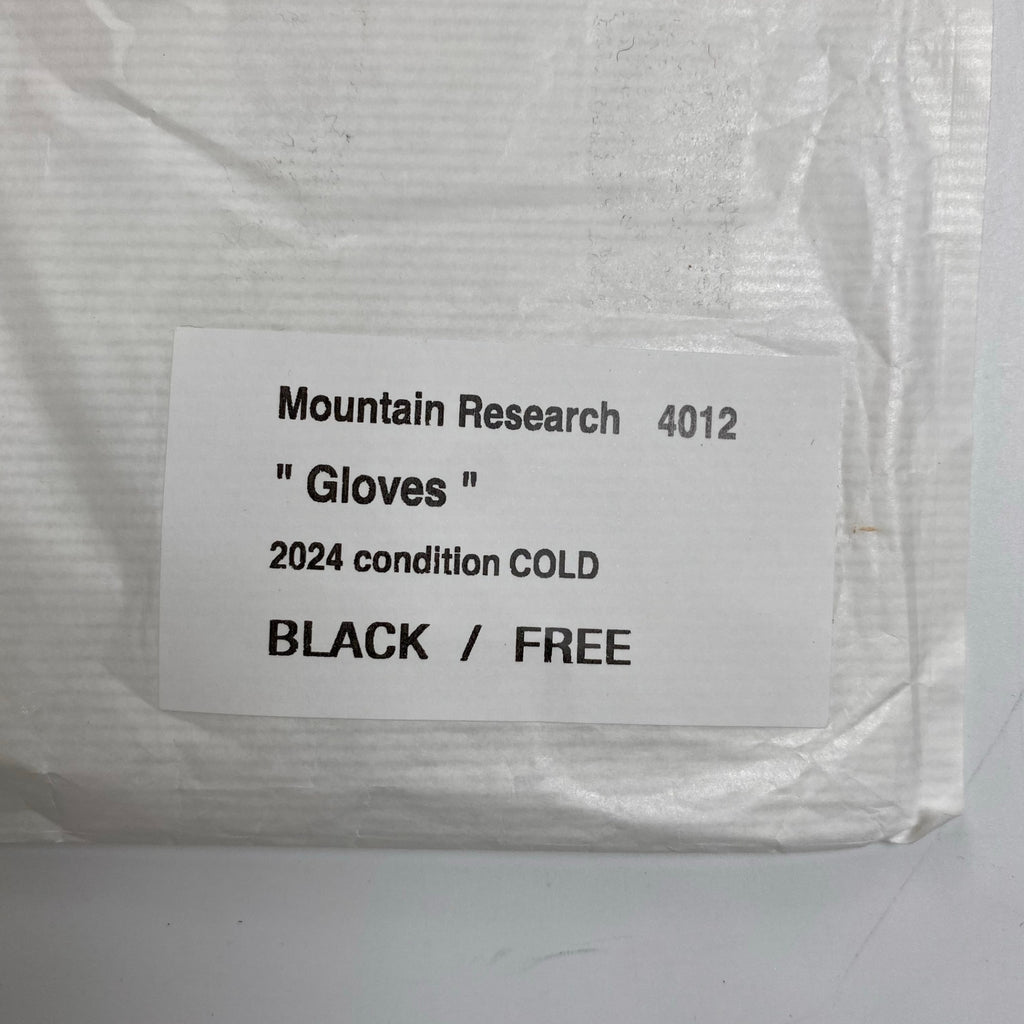 Mountain Research 4012
" Gloves "
2024 condition COLD
BLACK / FREE